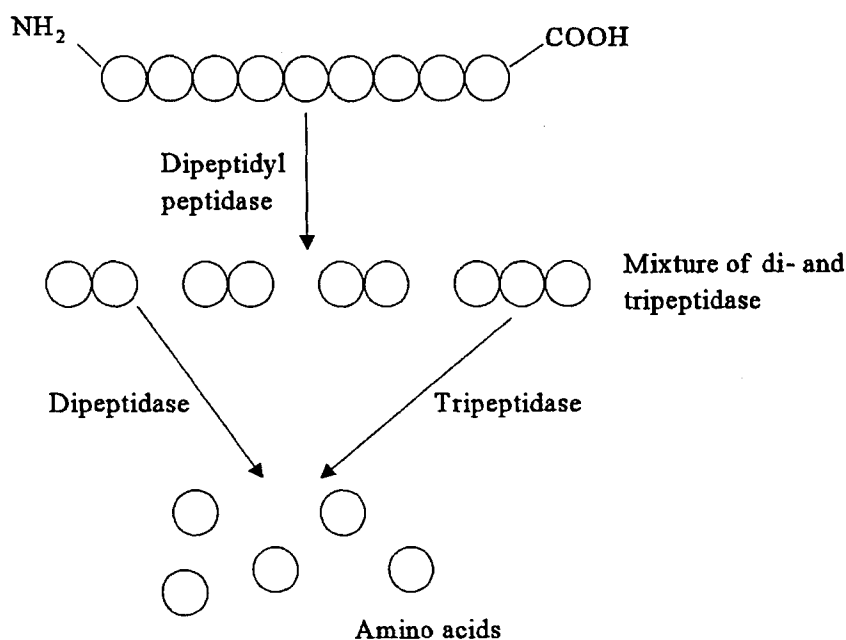 NH₂
COOH
Dipeptidyl
peptidase
Mixture of di- and
tripeptidase
Dipeptidase
Tripeptidase
Amino acids